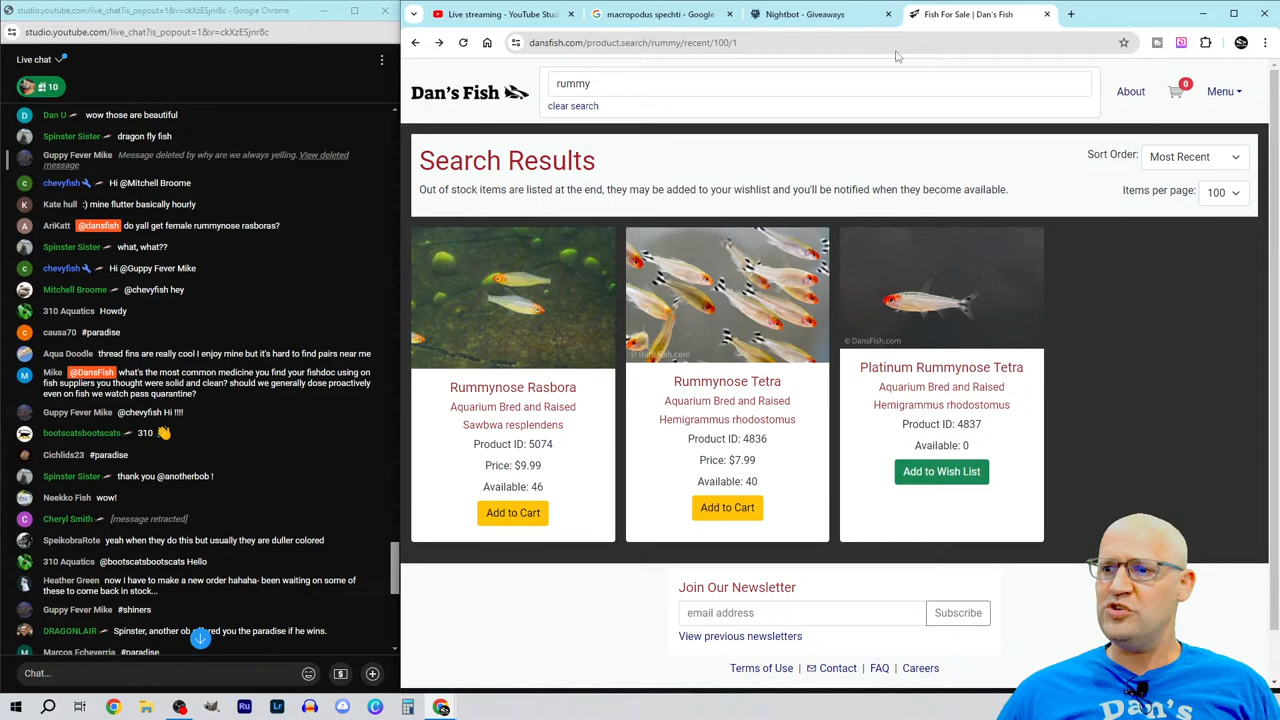 studio.youtube.com/live_chat?is_popout=1&v=ckXzESjnr8c - Google Chrome
studio.youtube.com/live_chat?is_popout=1&v=ckXzESjnr8c
Live chat
10
Dan U wow those are beautiful
Spinster Sister dragon fly fish
Guppy Fever Mike Message deleted by why are we always yelling. View deleted
message
chevyfish Hi @Mitchell Broome
Kate hull :) mine flutter basically hourly
AriKatt @dansfish do yall get female rummynose rasboras?
Spinster Sister what, what??
chevyfish Hi @Guppy Fever Mike
Mitchell Broome @chevyfish hey
310 Aquatics Howdy
causa70 #paradise
Aqua Doodle thread fins are really cool I enjoy mine but it's hard to find pairs near me
Mike @DansFish what's the most common medicine you find your fishdoc using on
fish suppliers you thought were solid and clean? should we generally dose proactively
even on fish we watch pass quarantine?
Guppy Fever Mike @chevyfish Hi !!!!
bootscatsbootcats 310
Cichlids23 #paradise
Spinster Sister thank you @anotherbob !
Neekko Fish wow!
Cheryl Smith [message retracted]
SpeikobraRote yeah when they do this but usually they are duller colored
310 Aquatics @bootscatsbootcats Hello
Heather Green now I have to make a new order hahaha- been waiting on some of
these to come back in stock...
Guppy Fever Mike #shiners
DRAGONLAIR Spinster, another ob you the paradise if he wins.
Marcos Echeverria #paradise
Chat...
Live streaming - YouTube Stud
macropodus spechti - Google
Nightbot - Giveaways
Fish For Sale | Dan's Fish
dansfish.com/product.search/rummy/recent/100/1
Dan's Fish
rummy
clear search
About
0
Menu
Search Results
Out of stock items are listed at the end, they may be added to your wishlist and you'll be notified when they become available.
Sort Order: Most Recent
Items per page: 100
Rummynose Rasbora
Aquarium Bred and Raised
Sawbwa resplendens
Product ID: 5074
Price: $9.99
Available: 46
Add to Cart
© DansFish.com
Rummynose Tetra
Aquarium Bred and Raised
Hemigrammus rhodostomus
Product ID: 4836
Price: $7.99
Available: 40
Add to Cart
© DansFish.com
Platinum Rummynose Tetra
Aquarium Bred and Raised
Hemigrammus rhodostomus
Product ID: 4837
Available: 0
Add to Wish List
Join Our Newsletter
email address
Subscribe
View previous newsletters
Terms of Use | Contact | FAQ | Careers
Ru
Lr
Dan's